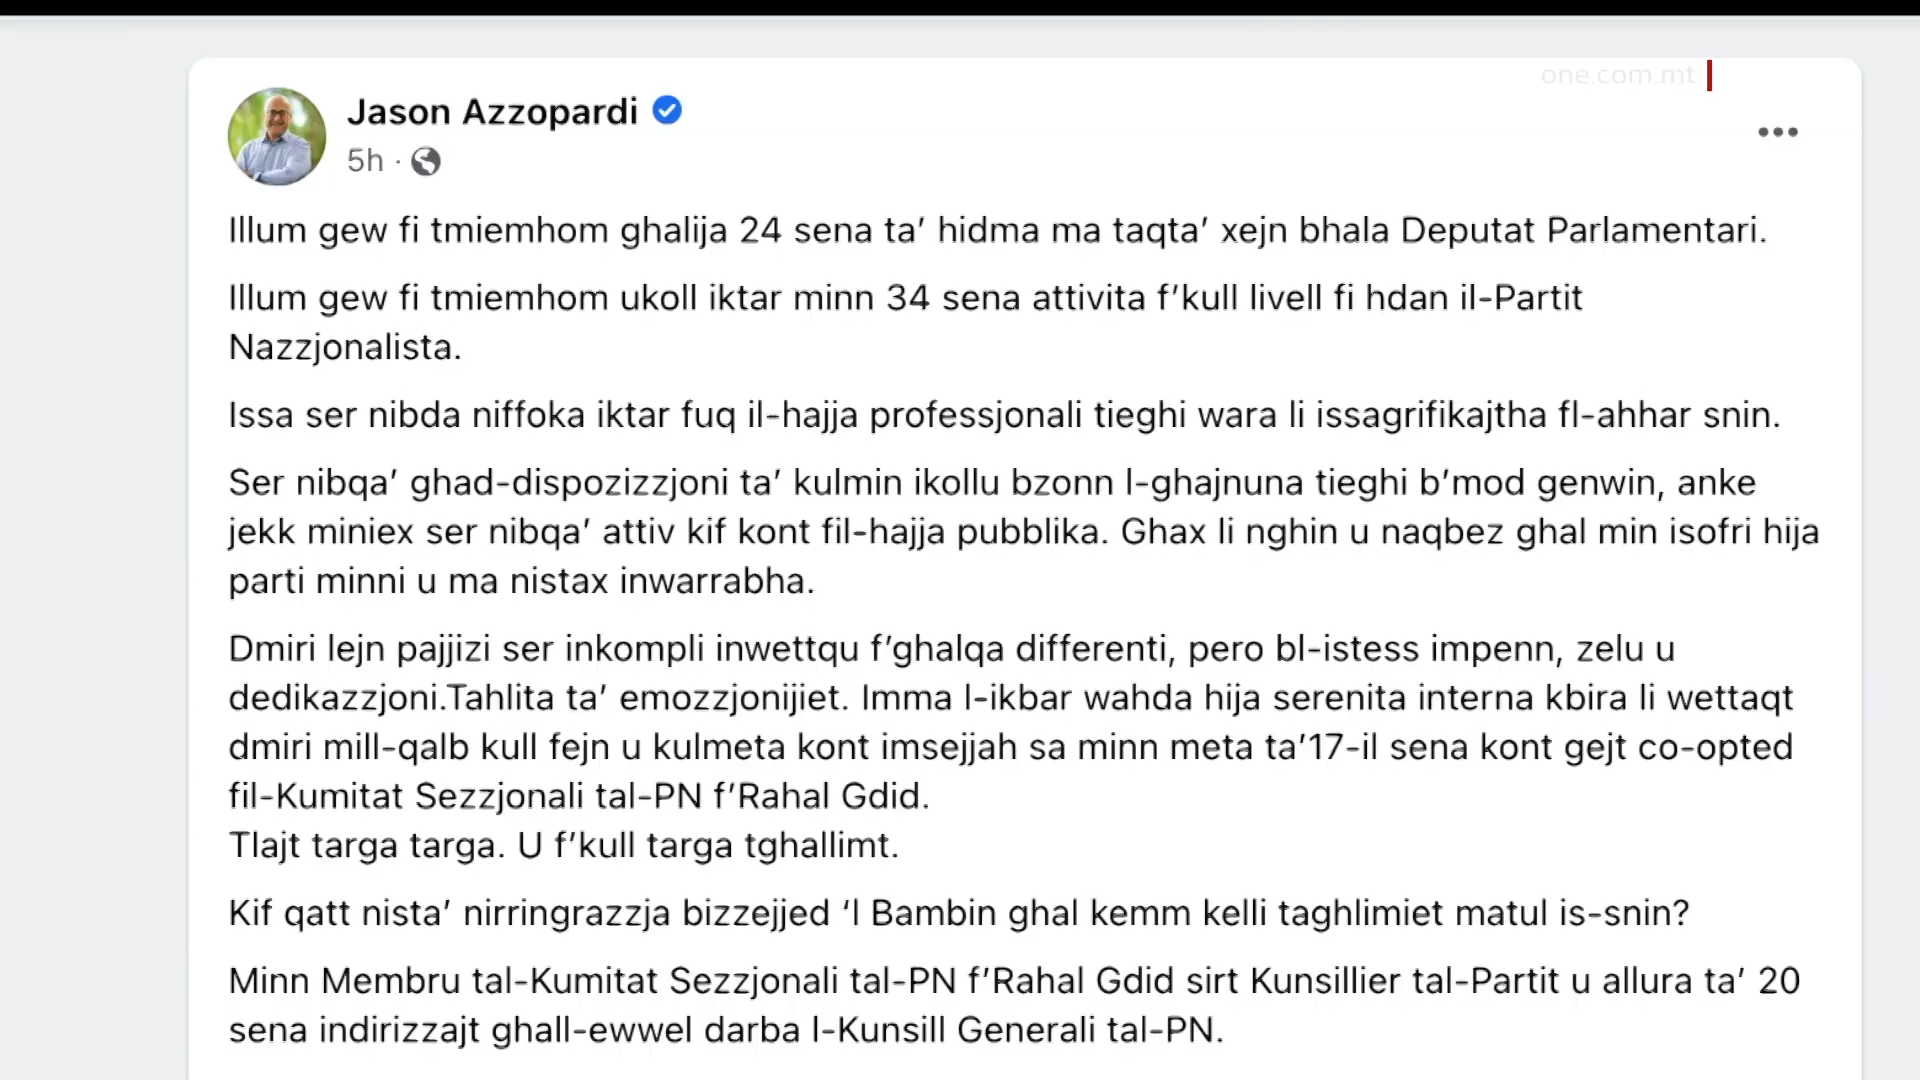 one.com.mt
Jason Azzopardi
5h ·
Illum gew fi tmiemhom ghalija 24 sena ta’ hidma ma taqta’ xejn bhala Deputat Parlamentari.
Illum gew fi tmiemhom ukoll iktar minn 34 sena attivita f’kull livell fi hdan il-Partit
Nazzjonalista.
Issa ser nibda niffoka iktar fuq il-hajja professjonali tieghi wara li issagrifikajtha fl-ahhar snin.
Ser nibqa’ ghad-dispozizzjoni ta’ kulmin ikollu bzonn l-ghajnuna tieghi b’mod genwin, anke
jekk miniex ser nibqa’ attiv kif kont fil-hajja pubblika. Ghax li nghin u naqbez ghal min isofri hija
parti minni u ma nistax inwarrabha.
Dmiri lejn pajjizi ser inkompli inwettqu f’ghalqa differenti, pero bl-istess impenn, zelu u
dedikazzjoni.Tahlita ta’ emozzjonijiet. Imma l-ikbar wahda hija serenita interna kbira li wettaqt
dmiri mill-qalb kull fejn u kulmeta kont imsejjah sa minn meta ta’17-il sena kont gejt co-opted
fil-Kumitat Sezzjonali tal-PN f’Rahal Gdid.
Tlajt targa targa. U f’kull targa tghallimt.
Kif qatt nista’ nirringrazzja bizzejjed ‘l Bambin ghal kemm kelli taghlimiet matul is-snin?
Minn Membru tal-Kumitat Sezzjonali tal-PN f’Rahal Gdid sirt Kunsillier tal-Partit u allura ta’ 20
sena indirizzajt ghall-ewwel darba l-Kunsill Generali tal-PN.